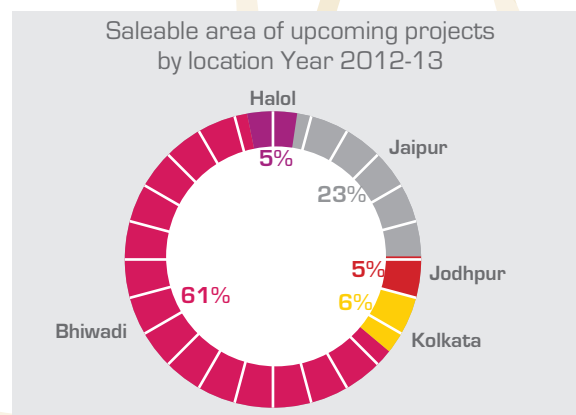 Saleable area of upcoming projects
by location Year 2012-13
Halol
5%
Jaipur
23%
5%
Jodhpur
6%
Kolkata
61%
Bhiwadi